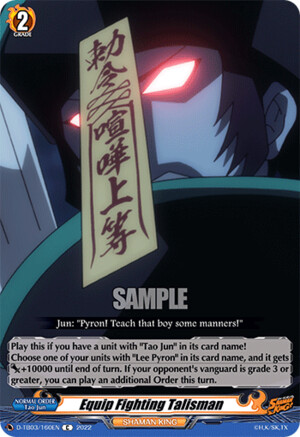 2
GRADE
勅令
喧嘩上等
SAMPLE
Jun: "Pyron! Teach that boy some manners!"
NORMAL ORDER
Tao Jun
Play this if you have a unit with "Tao Jun" in its card name!
Choose one of your units with "Lee Pyron" in its card name, and it gets
+10000 until end of turn. If your opponent's vanguard is grade 3 or
greater, you can play an additional Order this turn.
Equip Fighting Talisman
SHAMAN KING
D-TB03/160EN C 2022
©H.T.K/SK,TX